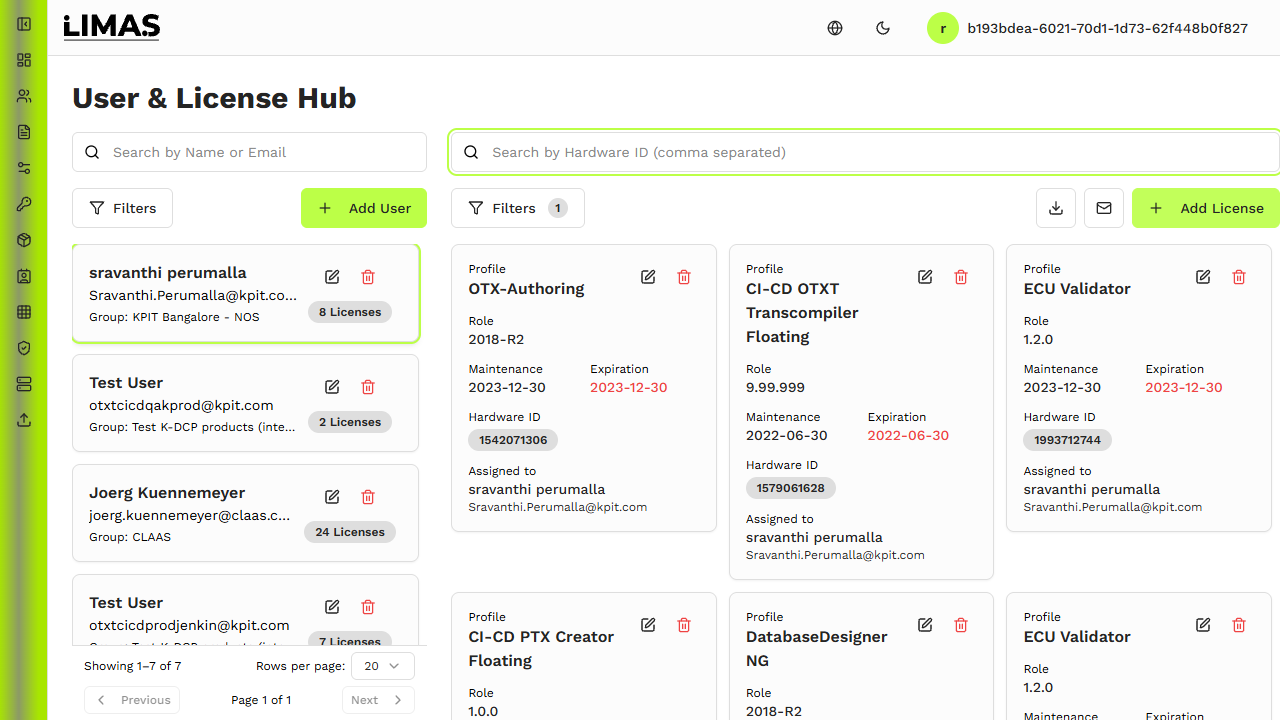 LIMAS
r
b193bdea-6021-70d1-1d73-62f448b0f827
User & License Hub
Search by Name or Email
Filters
Add User
sravanthi perumalla
Sravanthi.Perumalla@kpit.co...
Group: KPIT Bangalore - NOS
8 Licenses
Test User
otxtcicdqakprod@kpit.com
Group: Test K-DCP products (inte...
2 Licenses
Joerg Kuennemeyer
joerg.kuennemeyer@claas.c...
Group: CLAAS
24 Licenses
Test User
otxtcicdprodjenkin@kpit.com
Group: Test K-DCP products (inte...
7 Licenses
Showing 1–7 of 7
Rows per page:
20
Previous
Page 1 of 1
Next
Search by Hardware ID (comma separated)
Filters 1
Add License
Profile
OTX-Authoring
Role
2018-R2
Maintenance Expiration
2023-12-30 2023-12-30
Hardware ID
1542071306
Assigned to
sravanthi perumalla
Sravanthi.Perumalla@kpit.com
Profile
CI-CD OTXT
Transcompiler
Floating
Role
9.99.999
Maintenance Expiration
2022-06-30 2022-06-30
Hardware ID
1579061628
Assigned to
sravanthi perumalla
Sravanthi.Perumalla@kpit.com
Profile
ECU Validator
Role
1.2.0
Maintenance Expiration
2023-12-30 2023-12-30
Hardware ID
1993712744
Assigned to
sravanthi perumalla
Sravanthi.Perumalla@kpit.com
Profile
CI-CD PTX Creator
Floating
Role
1.0.0
Profile
DatabaseDesigner
NG
Role
2018-R2
Profile
ECU Validator
Role
1.2.0
Maintenance Expiration